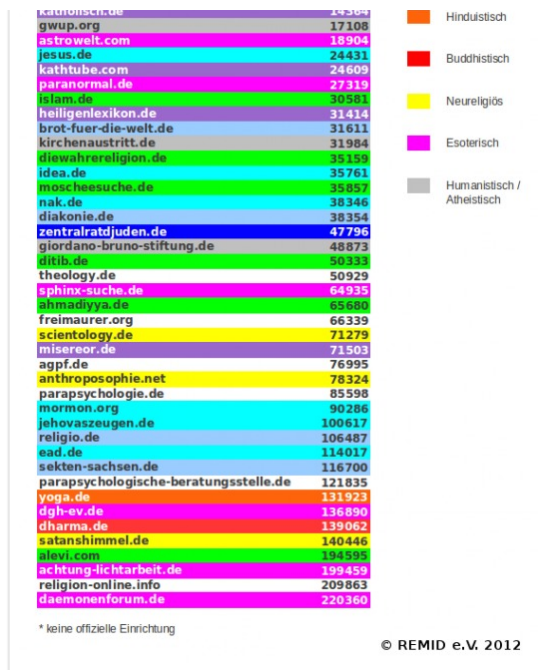 katholisch.de 14364
gwup.org 17108
astrowelt.com 18904
jesus.de 24431
kathtube.com 24609
paranormal.de 27319
islam.de 30581
heiligenlexikon.de 31414
brot-fuer-die-welt.de 31611
kirchenaustritt.de 31984
diewahrereligion.de 35159
idea.de 35761
moscheesuche.de 35857
nak.de 38346
diakonie.de 38354
zentralratdjuden.de 47796
giordano-bruno-stiftung.de 48873
ditib.de 50333
theology.de 50929
sphinx-suche.de 64935
ahmadiyya.de 65680
freimaurer.org 66339
scientology.de 71279
misereor.de 71503
agpf.de 76995
anthroposophie.net 78324
parapsychologie.de 85598
mormon.org 90286
jehovaszeugen.de 100617
religio.de 106487
ead.de 114017
sekten-sachsen.de 116700
parapsychologische-beratungsstelle.de 121835
yoga.de 131923
dgh-ev.de 136890
dharma.de 139062
satanshimmel.de 140446
alevi.com 194595
achtung-lichtarbeit.de 199459
religion-online.info 209863
daemonenforum.de 220360
* keine offizielle Einrichtung
Hinduistisch
Buddhistisch
Neureligiös
Esoterisch
Humanistisch /
Atheistisch
© REMID e.V. 2012